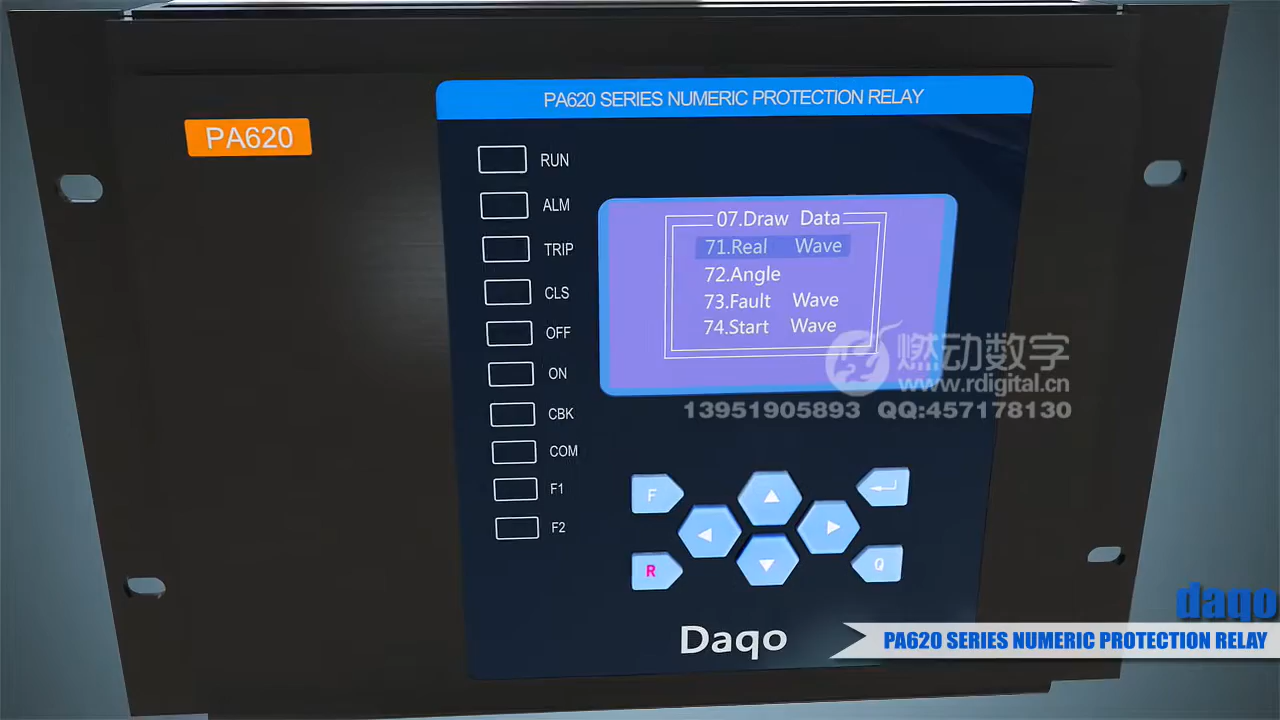 PA620 SERIES NUMERIC PROTECTION RELAY
PA620
RUN
ALM
TRIP
CLS
OFF
ON
CBK
COM
F1
F2
07.Draw Data
71.Real Wave
72.Angle
73.Fault Wave
74.Start Wave
燃动数字
www.rdigital.cn
13951905893 QQ:457178130
F
R
Q
Daqo
daqo
PA620 SERIES NUMERIC PROTECTION RELAY